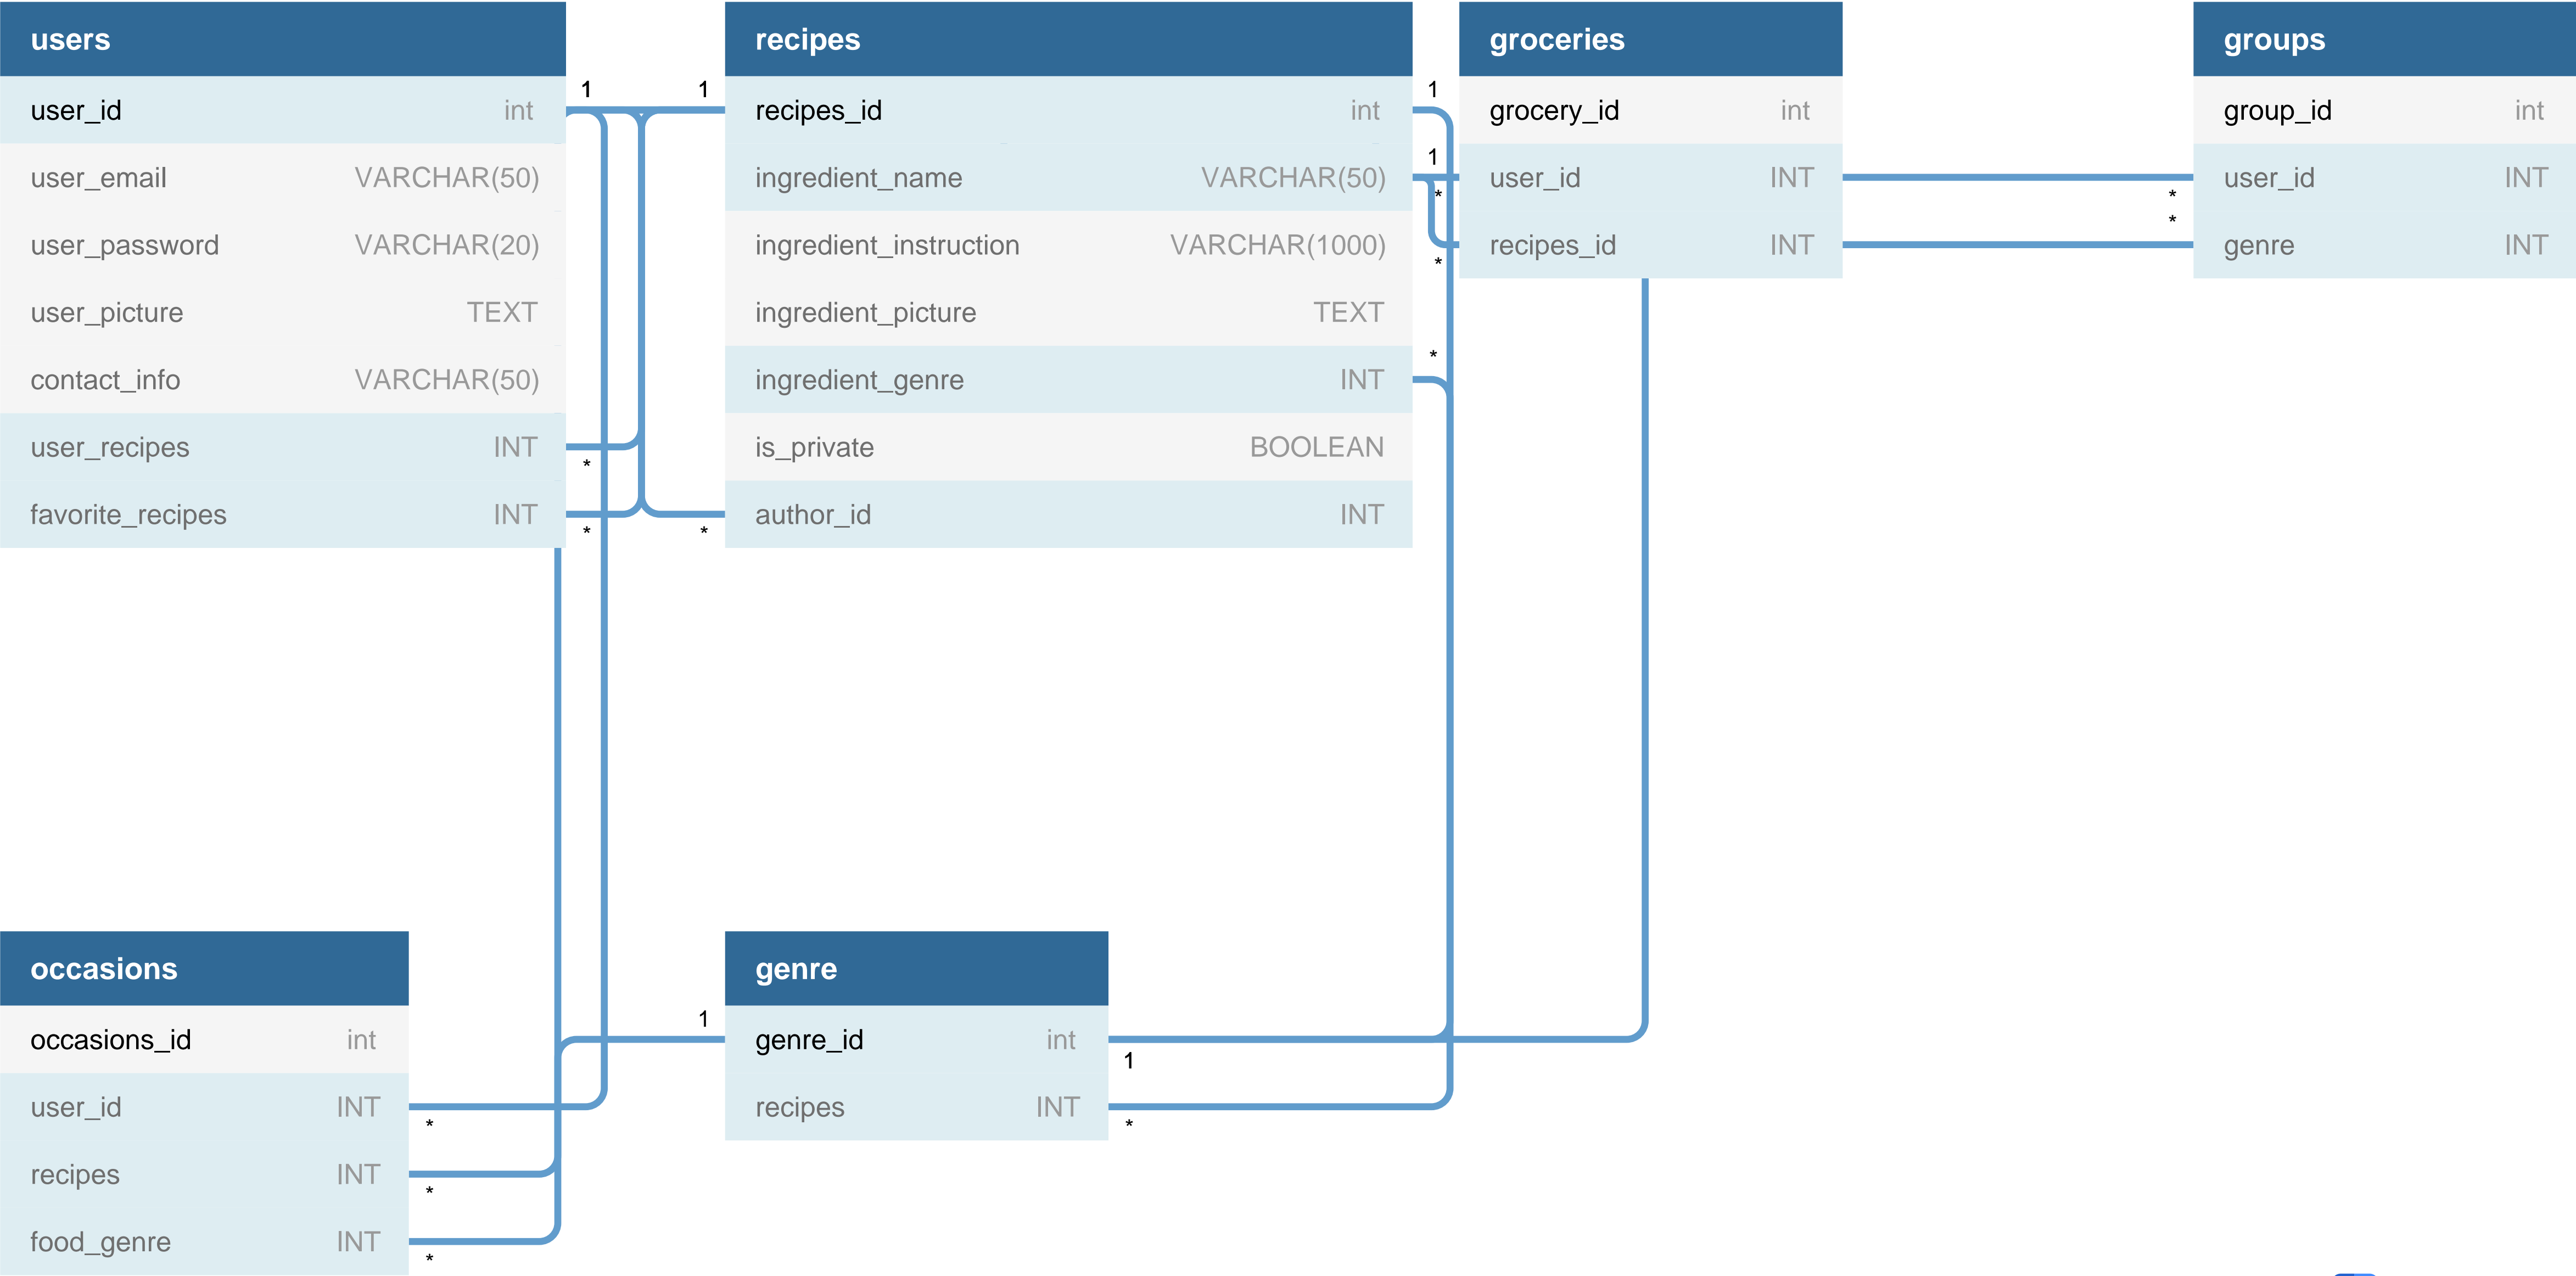 users
user_id int
user_email VARCHAR(50)
user_password VARCHAR(20)
user_picture TEXT
contact_info VARCHAR(50)
user_recipes INT
favorite_recipes INT
1
*
*
recipes
1
recipes_id int
ingredient_name VARCHAR(50)
ingredient_instruction VARCHAR(1000)
ingredient_picture TEXT
ingredient_genre INT
is_private BOOLEAN
author_id INT
*
1
1
*
*
*
groceries
grocery_id int
user_id INT
recipes_id INT
groups
group_id int
user_id INT
genre INT
*
*
occasions
occasions_id int
user_id INT
recipes INT
food_genre INT
*
*
*
genre
1
genre_id int
recipes INT
1
*